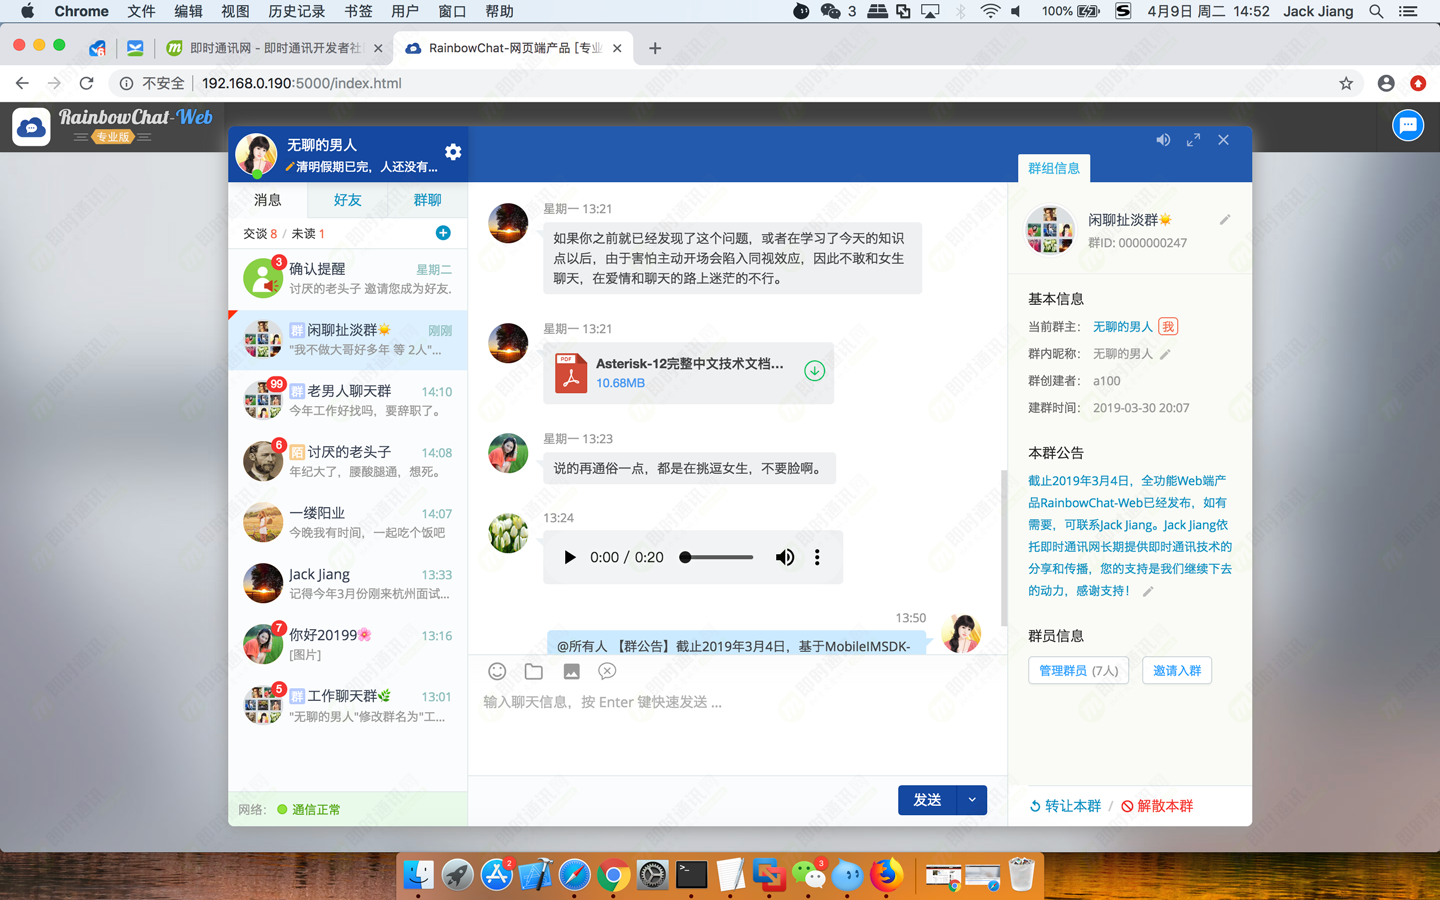 Chrome 文件 编辑 视图 历史记录 书签 用户 窗口 帮助
3 100% 4月9日 周二 14:52 Jack Jiang
即时通讯网 - 即时通讯开发者社
RainbowChat-网页端产品 [专业
不安全 192.168.0.190:5000/index.html
RainbowChat-Web
专业版
无聊的男人
清明假期已完，人还没有...
消息 好友 群聊
交谈 8 / 未读 1
3
确认提醒 星期二
讨厌的老头子 邀请您成为好友.
群 闲聊扯淡群 刚刚
"我不做大哥好多年 等 2人"...
99
群 老男人聊天群 14:10
今年工作好找吗，要辞职了。
6
陌 讨厌的老头子 14:08
年纪大了，腰酸腿通，想死。
一缕阳业 14:07
今晚我有时间，一起吃个饭吧
Jack Jiang 13:33
记得今年3月份刚来杭州面试...
7
你好20199 13:16
[图片]
5
群 工作聊天群 13:01
"无聊的男人"修改群名为"工...
网络： 通信正常
星期一 13:21
如果你之前就已经发现了这个问题，或者在学习了今天的知识
点以后，由于害怕主动开场会陷入同视效应，因此不敢和女生
聊天，在爱情和聊天的路上迷茫的不行。
星期一 13:21
PDF
Asterisk-12完整中文技术文档...
10.68MB
星期一 13:23
说的再通俗一点，都是在挑逗女生，不要脸啊。
13:24
0:00 / 0:20
13:50
@所有人 【群公告】截止2019年3月4日，基于MobileIMSDK-
输入聊天信息，按 Enter 键快速发送 ...
发送
群组信息
闲聊扯淡群
群ID: 0000000247
基本信息
当前群主： 无聊的男人 我
群内昵称： 无聊的男人
群创建者： a100
建群时间： 2019-03-30 20:07
本群公告
截止2019年3月4日，全功能Web端产
品RainbowChat-Web已经发布，如有
需要，可联系Jack Jiang。Jack Jiang依
托即时通讯网长期提供即时通讯技术的
分享和传播，您的支持是我们继续下去
的动力，感谢支持！
群员信息
管理群员 (7人) 邀请入群
转让本群 / 解散本群
2
3